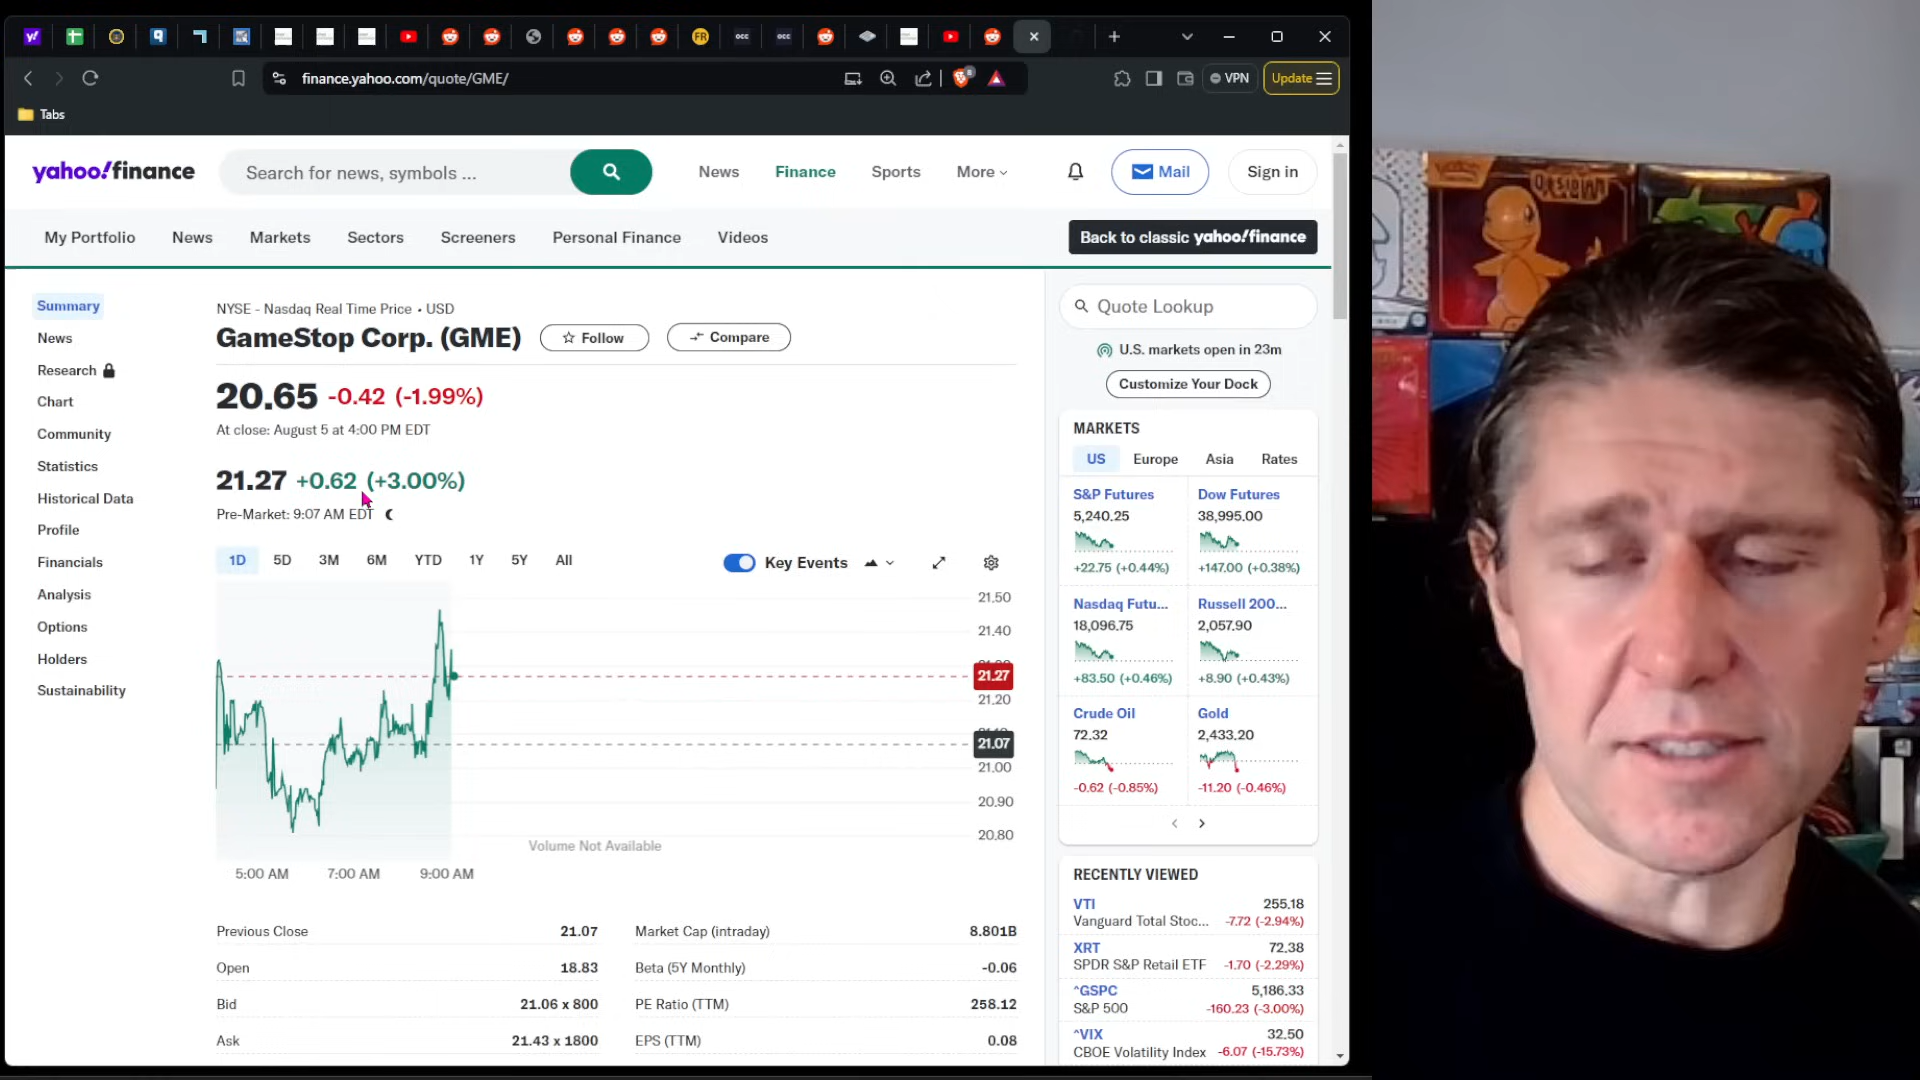 finance.yahoo.com/quote/GME/
VPN
Update
Tabs
yahoo!finance
Search for news, symbols ...
News
Finance
Sports
More
Mail
Sign in
My Portfolio
News
Markets
Sectors
Screeners
Personal Finance
Videos
Back to classic yahoo!finance
Summary
News
Research
Chart
Community
Statistics
Historical Data
Profile
Financials
Analysis
Options
Holders
Sustainability
NYSE - Nasdaq Real Time Price • USD
GameStop Corp. (GME)
Follow
Compare
20.65 -0.42 (-1.99%)
At close: August 5 at 4:00 PM EDT
21.27 +0.62 (+3.00%)
Pre-Market: 9:07 AM EDT
1D 5D 3M 6M YTD 1Y 5Y All
Key Events
21.50
21.40
21.27
21.20
21.07
21.00
20.90
20.80
Volume Not Available
5:00 AM 7:00 AM 9:00 AM
Previous Close 21.07
Open 18.83
Bid 21.06 x 800
Ask 21.43 x 1800
Market Cap (intraday) 8.801B
Beta (5Y Monthly) -0.06
PE Ratio (TTM) 258.12
EPS (TTM) 0.08
Quote Lookup
U.S. markets open in 23m
Customize Your Dock
MARKETS
US Europe Asia Rates
S&P Futures
5,240.25
+22.75 (+0.44%)
Dow Futures
38,995.00
+147.00 (+0.38%)
Nasdaq Futu...
18,096.75
+83.50 (+0.46%)
Russell 200...
2,057.90
+8.90 (+0.43%)
Crude Oil
72.32
-0.62 (-0.85%)
Gold
2,433.20
-11.20 (-0.46%)
RECENTLY VIEWED
VTI 255.18
Vanguard Total Stoc... -7.72 (-2.94%)
XRT 72.38
SPDR S&P Retail ETF -1.70 (-2.29%)
^GSPC 5,186.33
S&P 500 -160.23 (-3.00%)
^VIX 32.50
CBOE Volatility Index -6.07 (-15.73%)